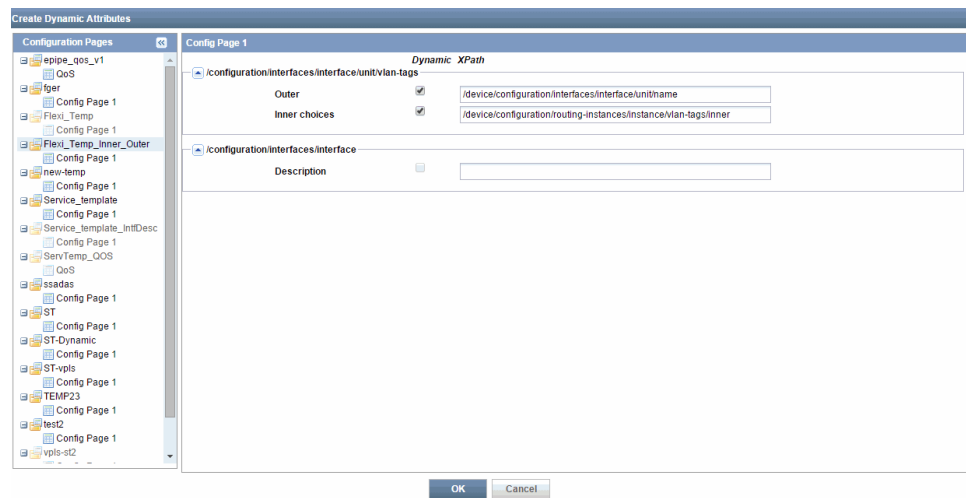 Create Dynamic Attributes
Configuration Pages
epipe_qos_v1
QoS
fger
Config Page 1
Flexi_Temp
Config Page 1
Flexi_Temp_Inner_Outer
Config Page 1
new-temp
Config Page 1
Service_template
Config Page 1
Service_template_IntfDesc
Config Page 1
ServTemp_QOS
QoS
ssadas
Config Page 1
ST
Config Page 1
ST-Dynamic
Config Page 1
ST-vpls
Config Page 1
TEMP23
Config Page 1
test2
Config Page 1
vpls-st2
Config Page 1
Dynamic XPath
/configuration/interfaces/interface/unit/vlan-tags
Outer /device/configuration/interfaces/interface/unit/name
Inner choices /device/configuration/routing-instances/instance/vlan-tags/inner
/configuration/interfaces/interface
Description
OK Cancel